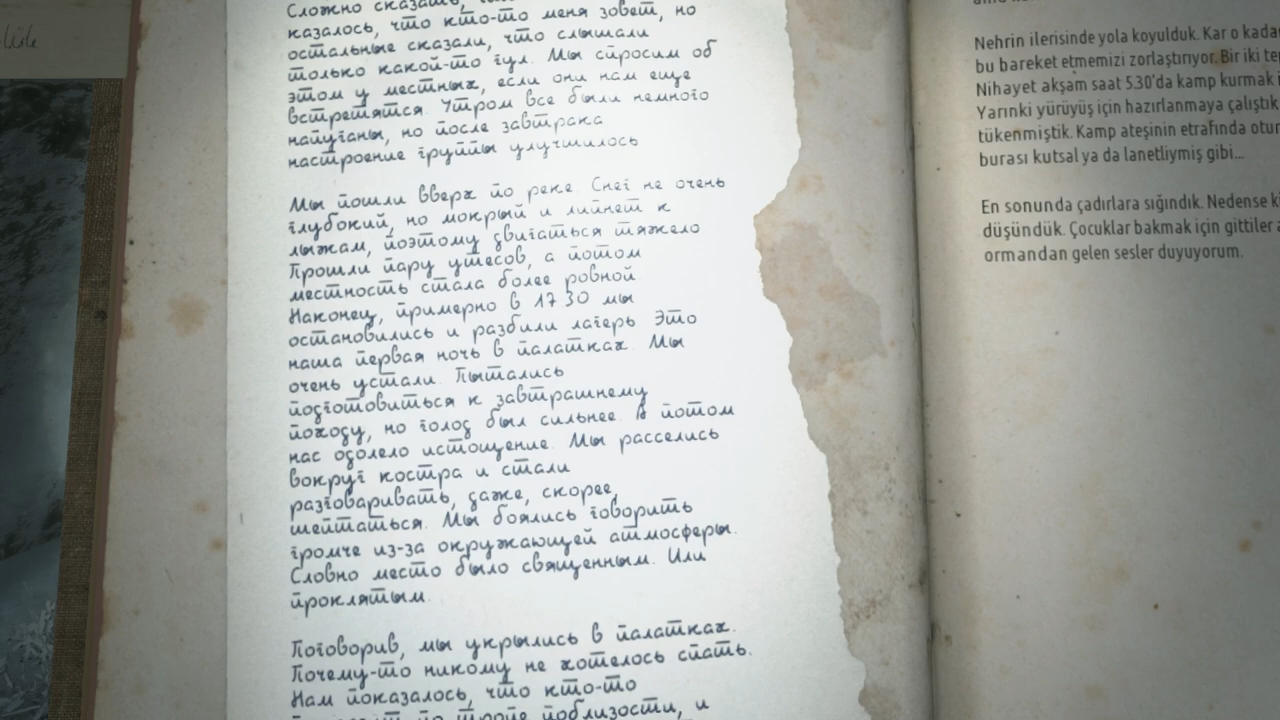 Сложно сказать,
казалось, что кто-то меня зовет, но
остальные сказали, что слышали
только какой-то гул. Мы спросим об
этом у местных, если они нам еще
встретятся. Утром все были немного
напуганы, но после завтрака
настроение группы улучшилось
Мы пошли вверх по реке. Снег не очень
глубокий, но мокрый и липнет к
лыжам, поэтому двигаться тяжело
Прошли пару утесов, а потом
местность стала более ровной
Наконец, примерно в 17 30 мы
остановились и разбили лагерь Это
наша первая ночь в палатках. Мы
очень устали. Пытались
подготовиться к завтрашнему
походу, но голод был сильнее. А потом
нас одолело истощение. Мы расселись
вокруг костра и стали
разговаривать, даже, скорее,
шептаться. Мы боялись говорить
громче из-за окружающей атмосферы.
Словно место было священным. Или
проклятым.
Поговорив, мы укрылись в палатках.
Почему-то никому не хотелось спать.
Нам показалось, что кто-то
по тропе поблизости, и
Nehrin ilerisinde yola koyulduk. Kar o kada
bu bareket etmemizi zorlaştırıyor. Bir iki te
Nihayet akşam saat 530'da kamp kurmak i
Yarınki yürüyüş için hazırlanmaya çalıştık
tükenmiştik. Kamp ateşinin etrafında otur
burası kutsal ya da lanetliymiş gibi...
En sonunda çadırlara sığındık. Nedense k
düşündük. Çocuklar bakmak için gittiler a
ormandan gelen sesler duyuyorum.